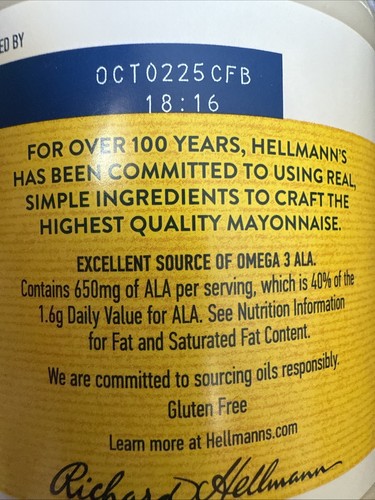 ED BY
OCT0225CFB
18:16
FOR OVER 100 YEARS, HELLMANN'S
HAS BEEN COMMITTED TO USING REAL,
SIMPLE INGREDIENTS TO CRAFT THE
HIGHEST QUALITY MAYONNAISE.
EXCELLENT SOURCE OF OMEGA 3 ALA.
Contains 650mg of ALA per serving, which is 40% of the
1.6g Daily Value for ALA. See Nutrition Information
for Fat and Saturated Fat Content.
We are committed to sourcing oils responsibly.
Gluten Free
Learn more at Hellmanns.com
Richard Hellmann